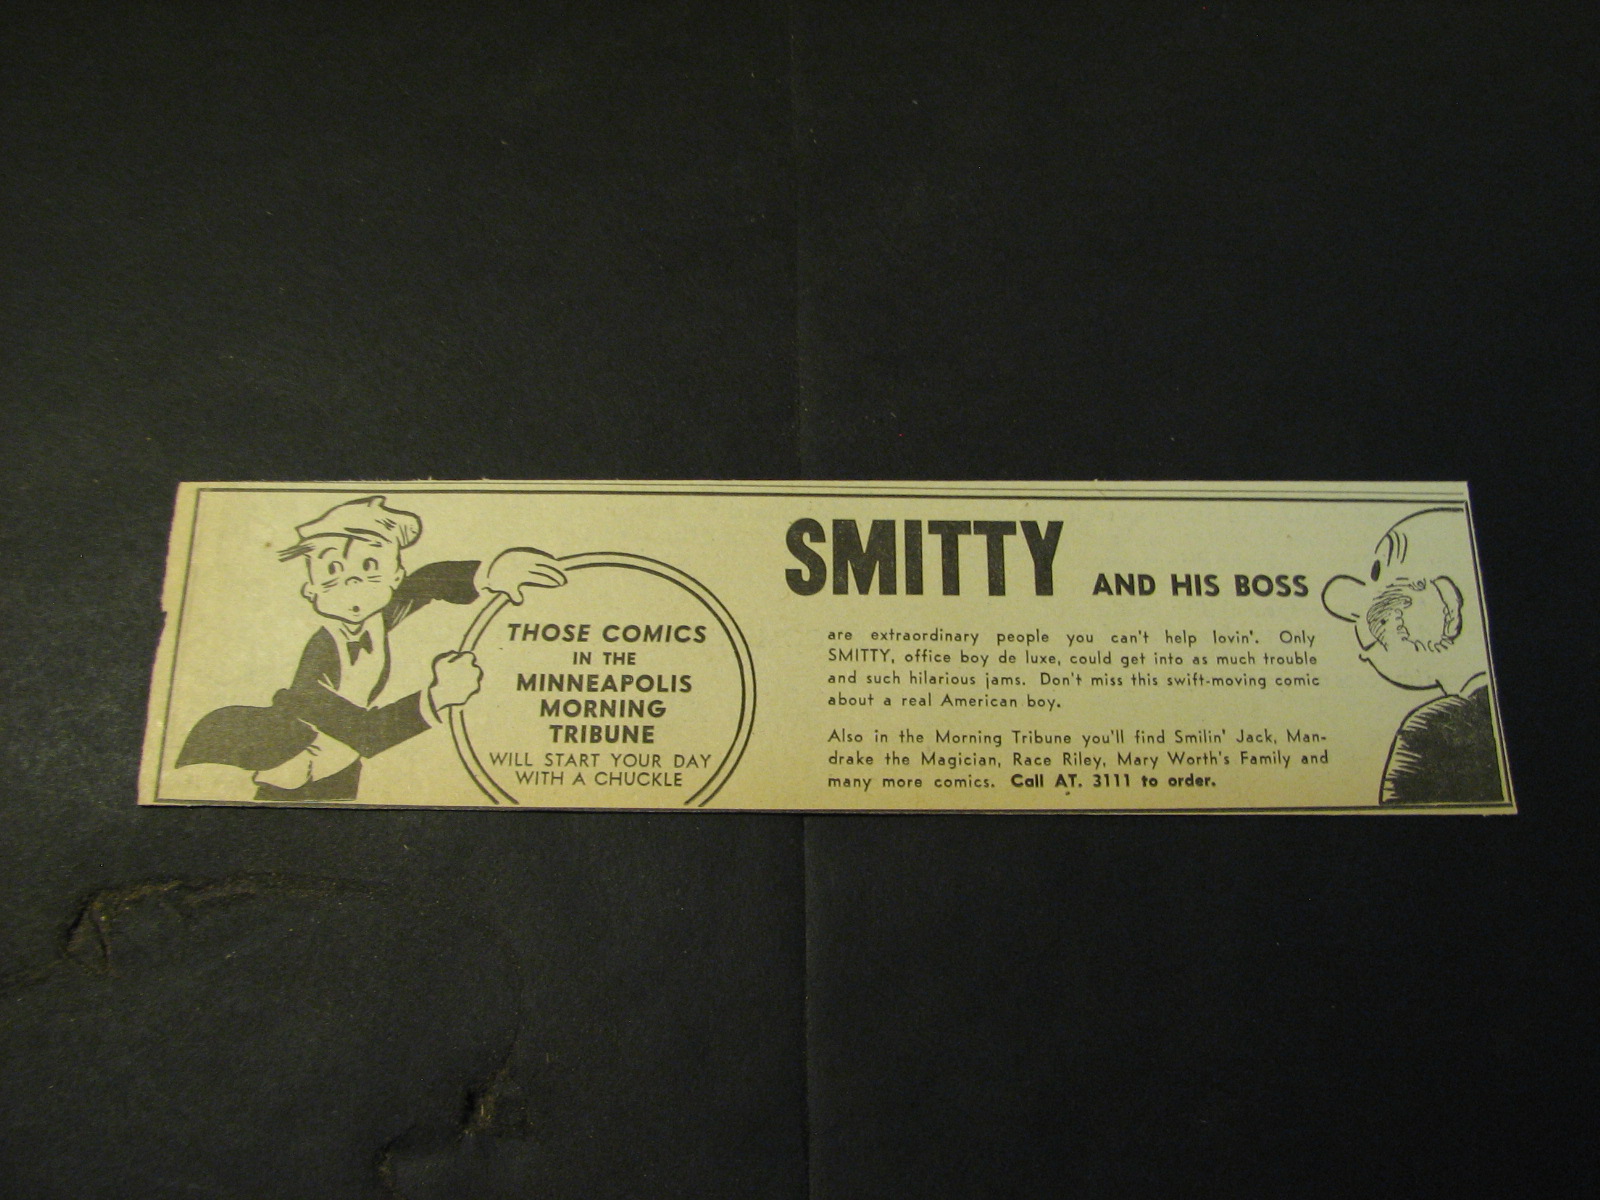 THOSE COMICS
IN THE
MINNEAPOLIS
MORNING
TRIBUNE
WILL START YOUR DAY
WITH A CHUCKLE
SMITTY AND HIS BOSS
are extraordinary people you can't help lovin'. Only
SMITTY, office boy de luxe, could get into as much trouble
and such hilarious jams. Don't miss this swift-moving comic
about a real American boy.
Also in the Morning Tribune you'll find Smilin' Jack, Man-
drake the Magician, Race Riley, Mary Worth's Family and
many more comics. Call AT. 3111 to order.